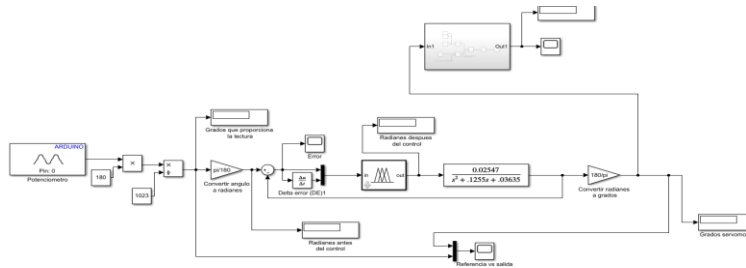 In1
Out1
ARDUINO
Pin: 0
Potenciometro
180
×
×
÷
1023
Grados que proporciona
la lectura
pi/180
Convertir angulo
a radianes
Error
Δu
Δt
Delta error (DE)1
Radianes antes
del control
in
out
Radianes despues
del control
0.02547
s² + .1255s + .03635
180/pi
Convertir radianes
a grados
Referencia vs salida
Grados servomo